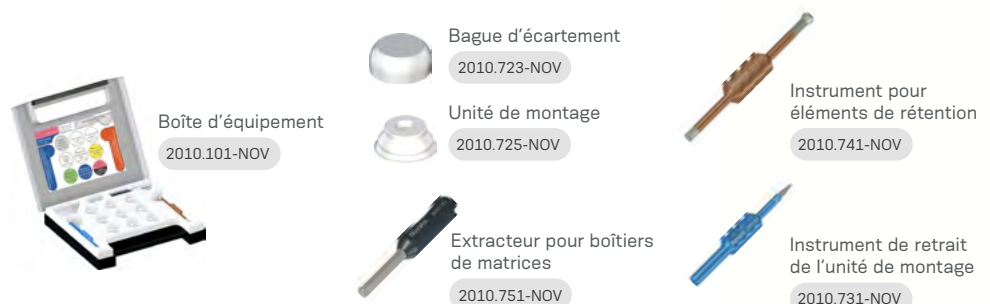 Boîte d'équipement
2010.101-NOV
Bague d'écartement
2010.723-NOV
Unité de montage
2010.725-NOV
Extracteur pour boîtiers
de matrices
2010.751-NOV
Instrument pour
éléments de rétention
2010.741-NOV
Instrument de retrait
de l'unité de montage
2010.731-NOV